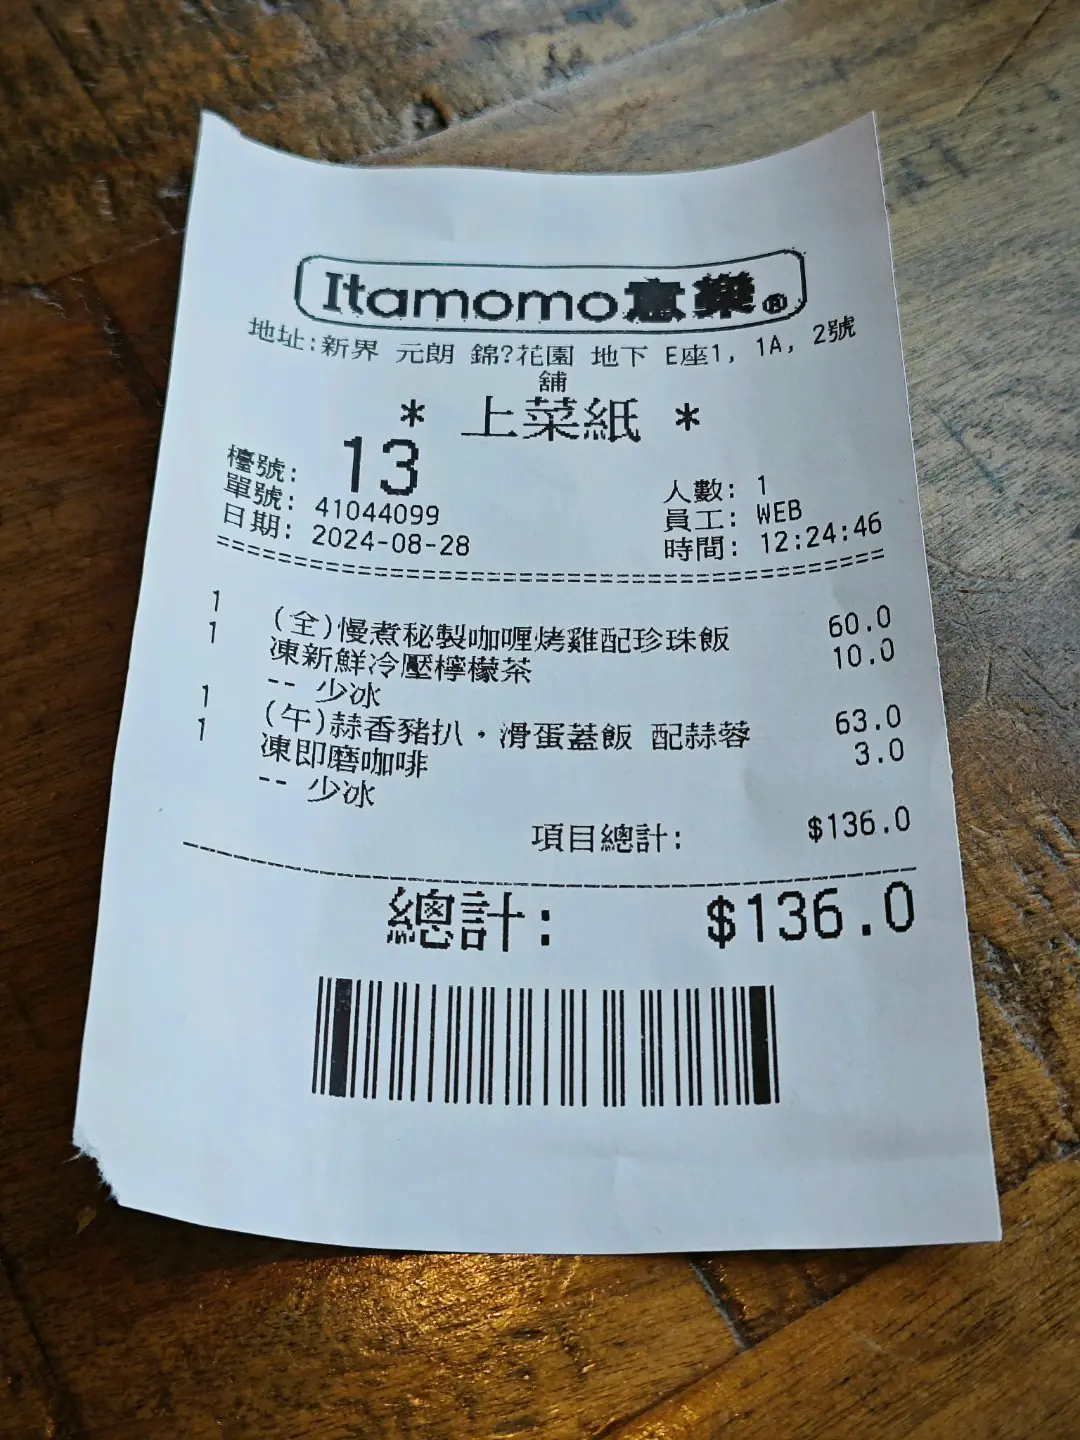 Itamomo意樂®
地址:新界 元朗 錦?花園 地下 E座1, 1A, 2號
舖
* 上菜紙 *
檯號: 13
人數: 1
單號: 41044099
員工: WEB
日期: 2024-08-28
時間: 12:24:46
1 (全)慢煮秘製咖喱烤雞配珍珠飯 60.0
1 凍新鮮冷壓檸檬茶 10.0
-- 少冰
1 (午)蒜香豬扒・滑蛋蓋飯 配蒜蓉 63.0
1 凍即磨咖啡 3.0
-- 少冰
項目總計: $136.0
總計: $136.0